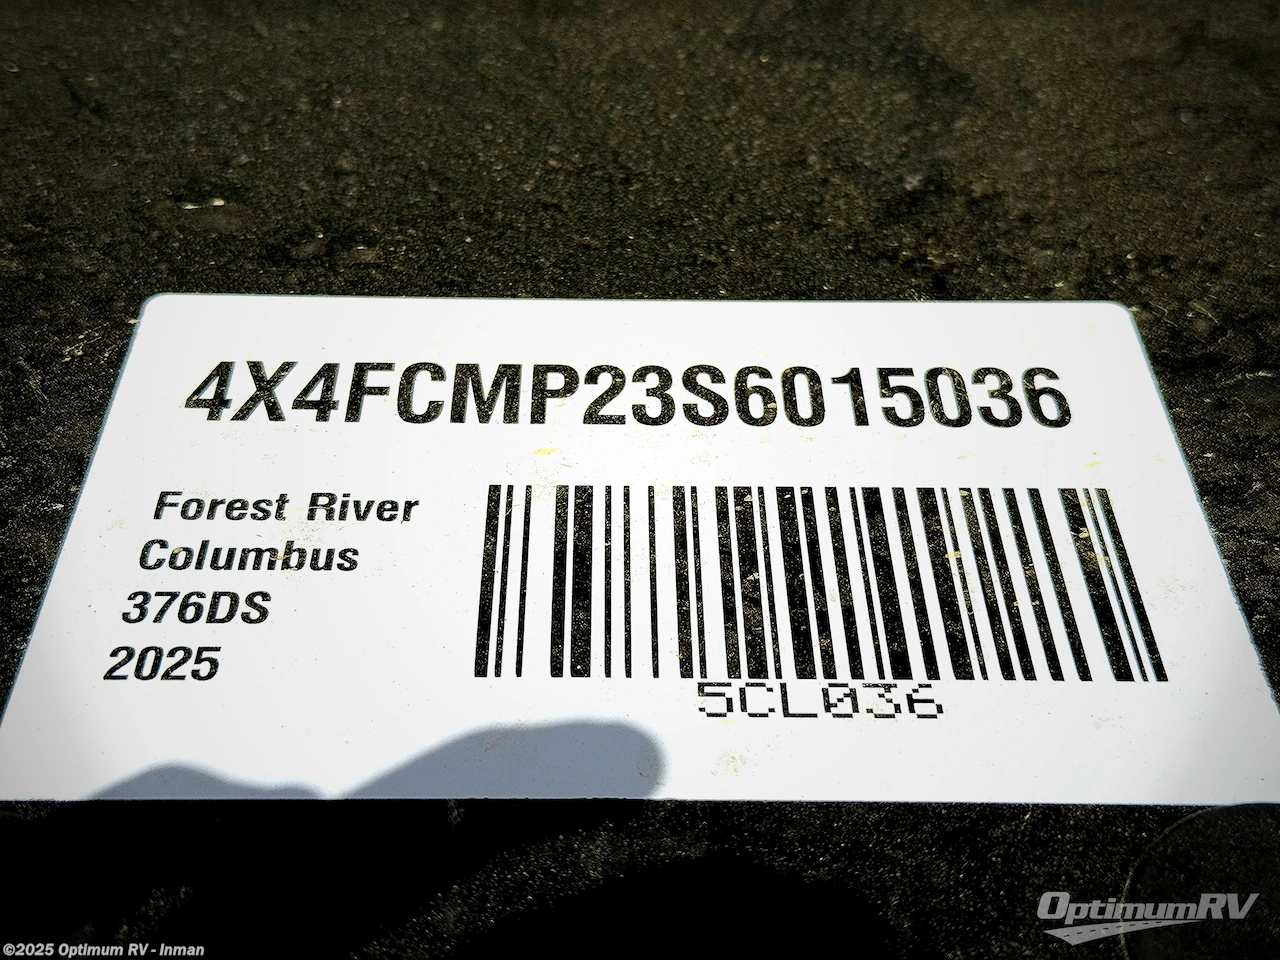 4X4FCMP23S6015036
Forest River
Columbus
376DS
2025
5CL036
OptimumRV
©2025 Optimum RV - Inman